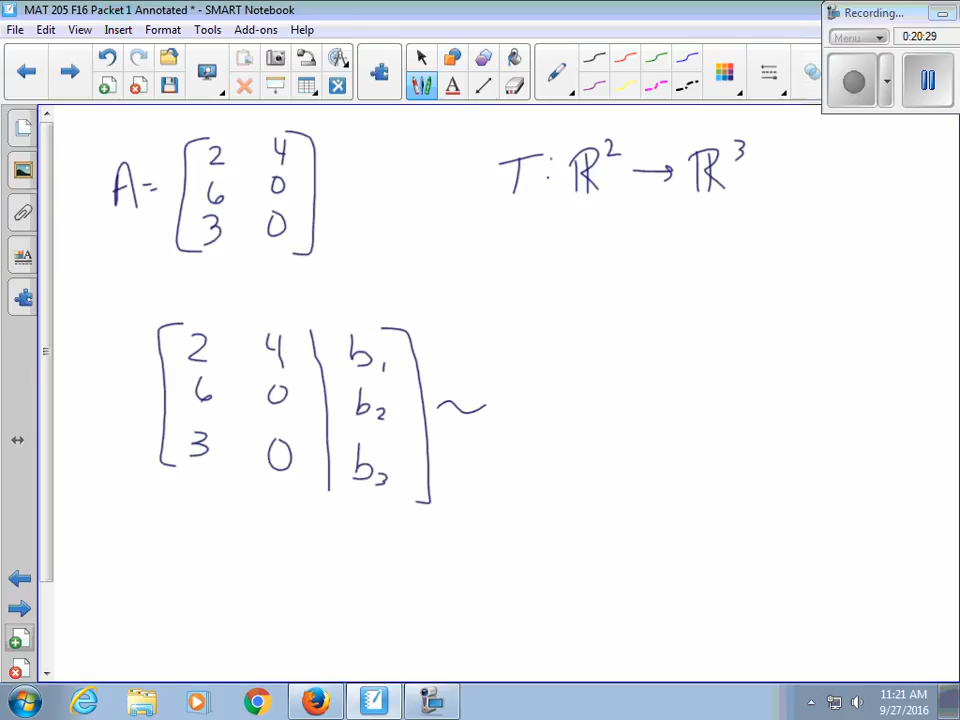 MAT 205 F16 Packet 1 Annotated * - SMART Notebook
Recording...
File Edit View Insert Format Tools Add-ons Help
Menu 0:20:29
A = [2 4
6 0
3 0]
T: ℝ² → ℝ³
[2 4 | b₁
6 0 | b₂
3 0 | b₃] ~
11:21 AM
9/27/2016